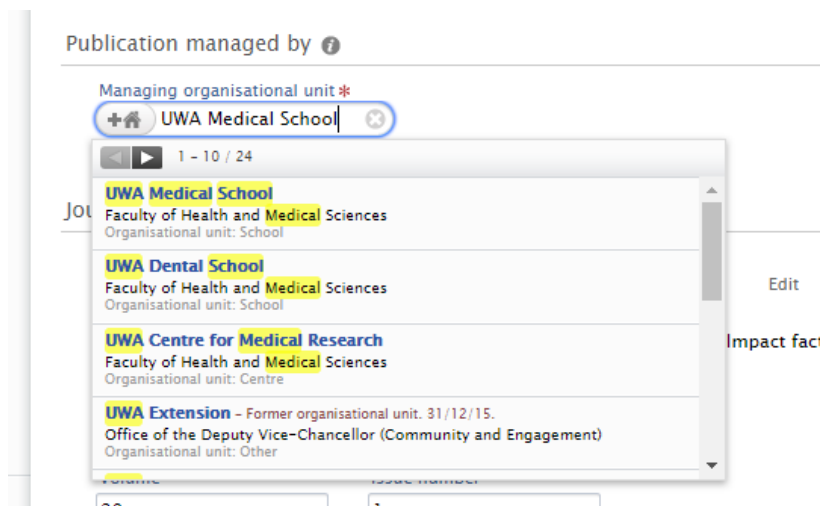 Publication managed by
Managing organisational unit *
UWA Medical School
1 - 10 / 24
UWA Medical School
Faculty of Health and Medical Sciences
Organisational unit: School
UWA Dental School
Faculty of Health and Medical Sciences
Organisational unit: School
UWA Centre for Medical Research
Faculty of Health and Medical Sciences
Organisational unit: Centre
UWA Extension – Former organisational unit. 31/12/15.
Office of the Deputy Vice-Chancellor (Community and Engagement)
Organisational unit: Other
Jou
Edit
Impact fact